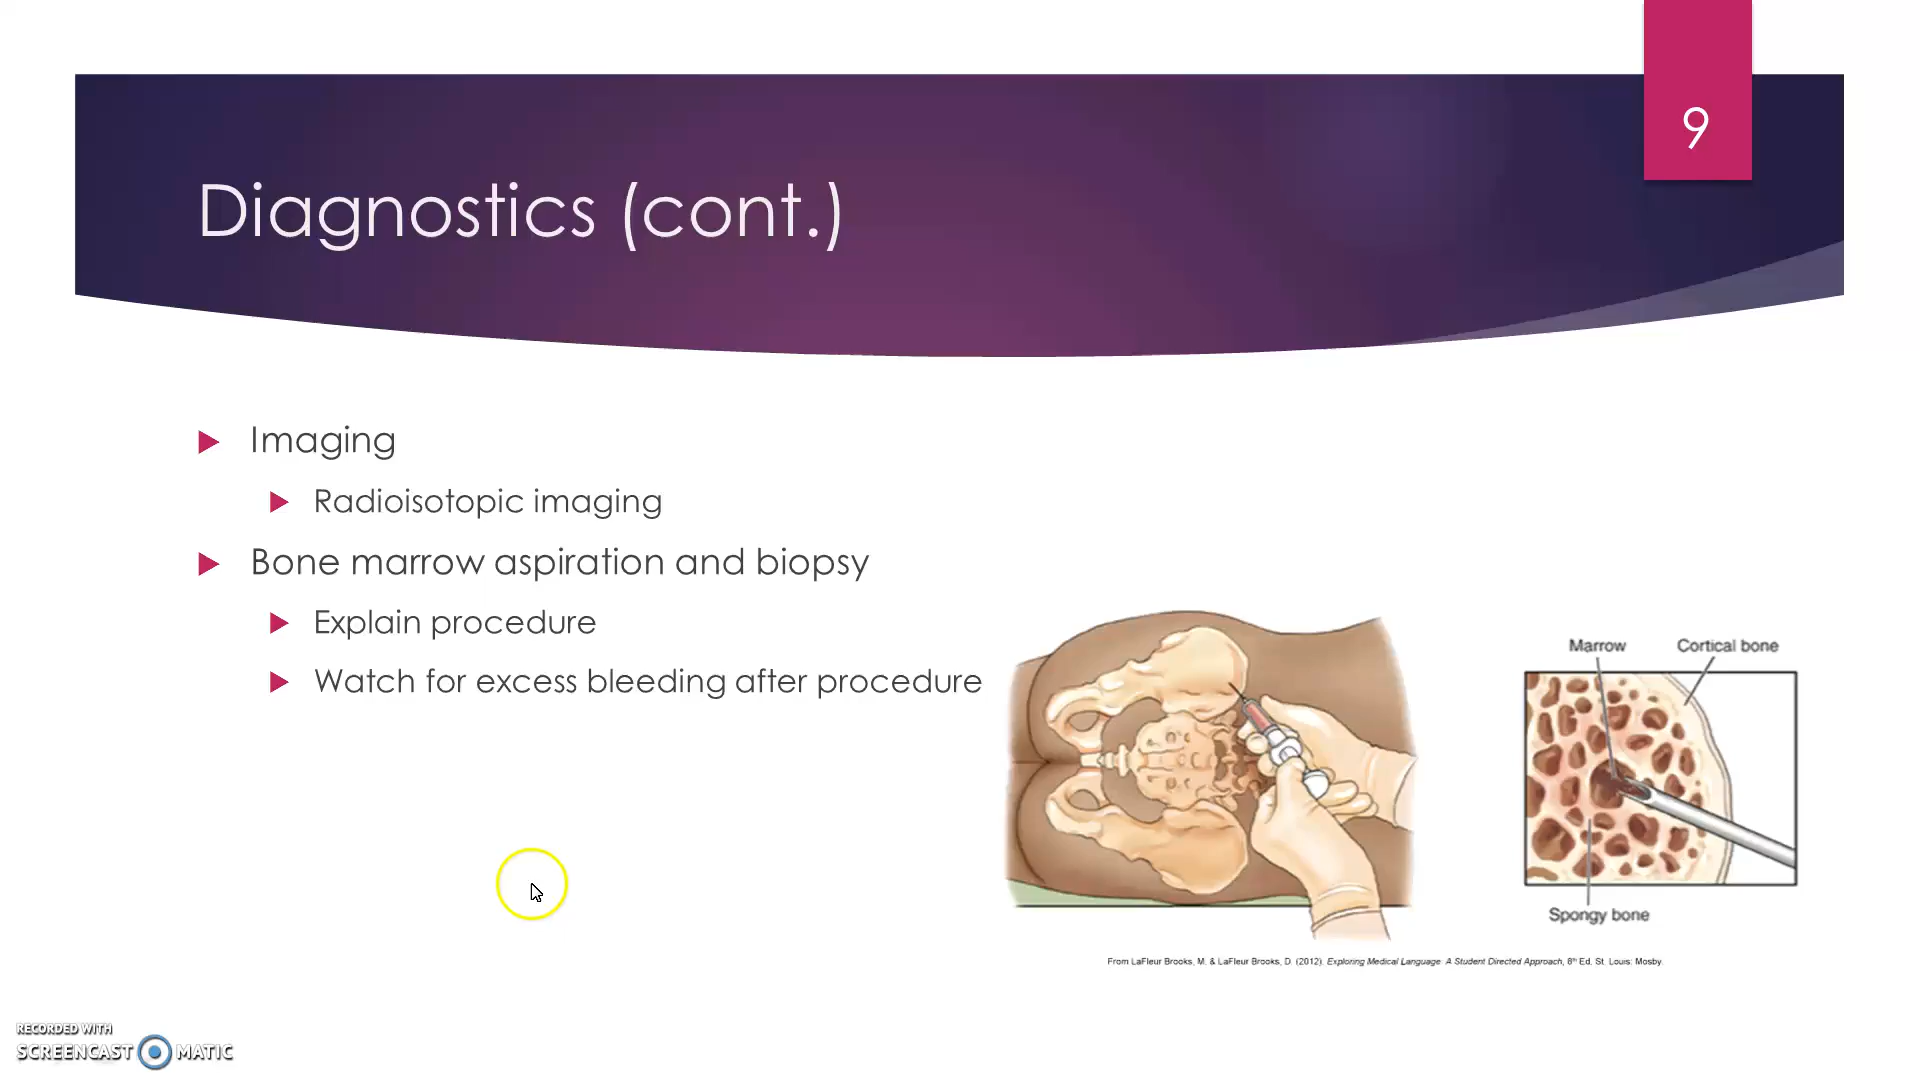 9
Diagnostics (cont.)
Imaging
Radioisotopic imaging
Bone marrow aspiration and biopsy
Explain procedure
Watch for excess bleeding after procedure
Marrow
Cortical bone
Spongy bone
From LaFleur Brooks, M. & LaFleur Brooks, D. (2012). Exploring Medical Language: A Student Directed Approach, 8th Ed, St. Louis: Mosby.
RECORDED WITH
SCREENCAST MATIC